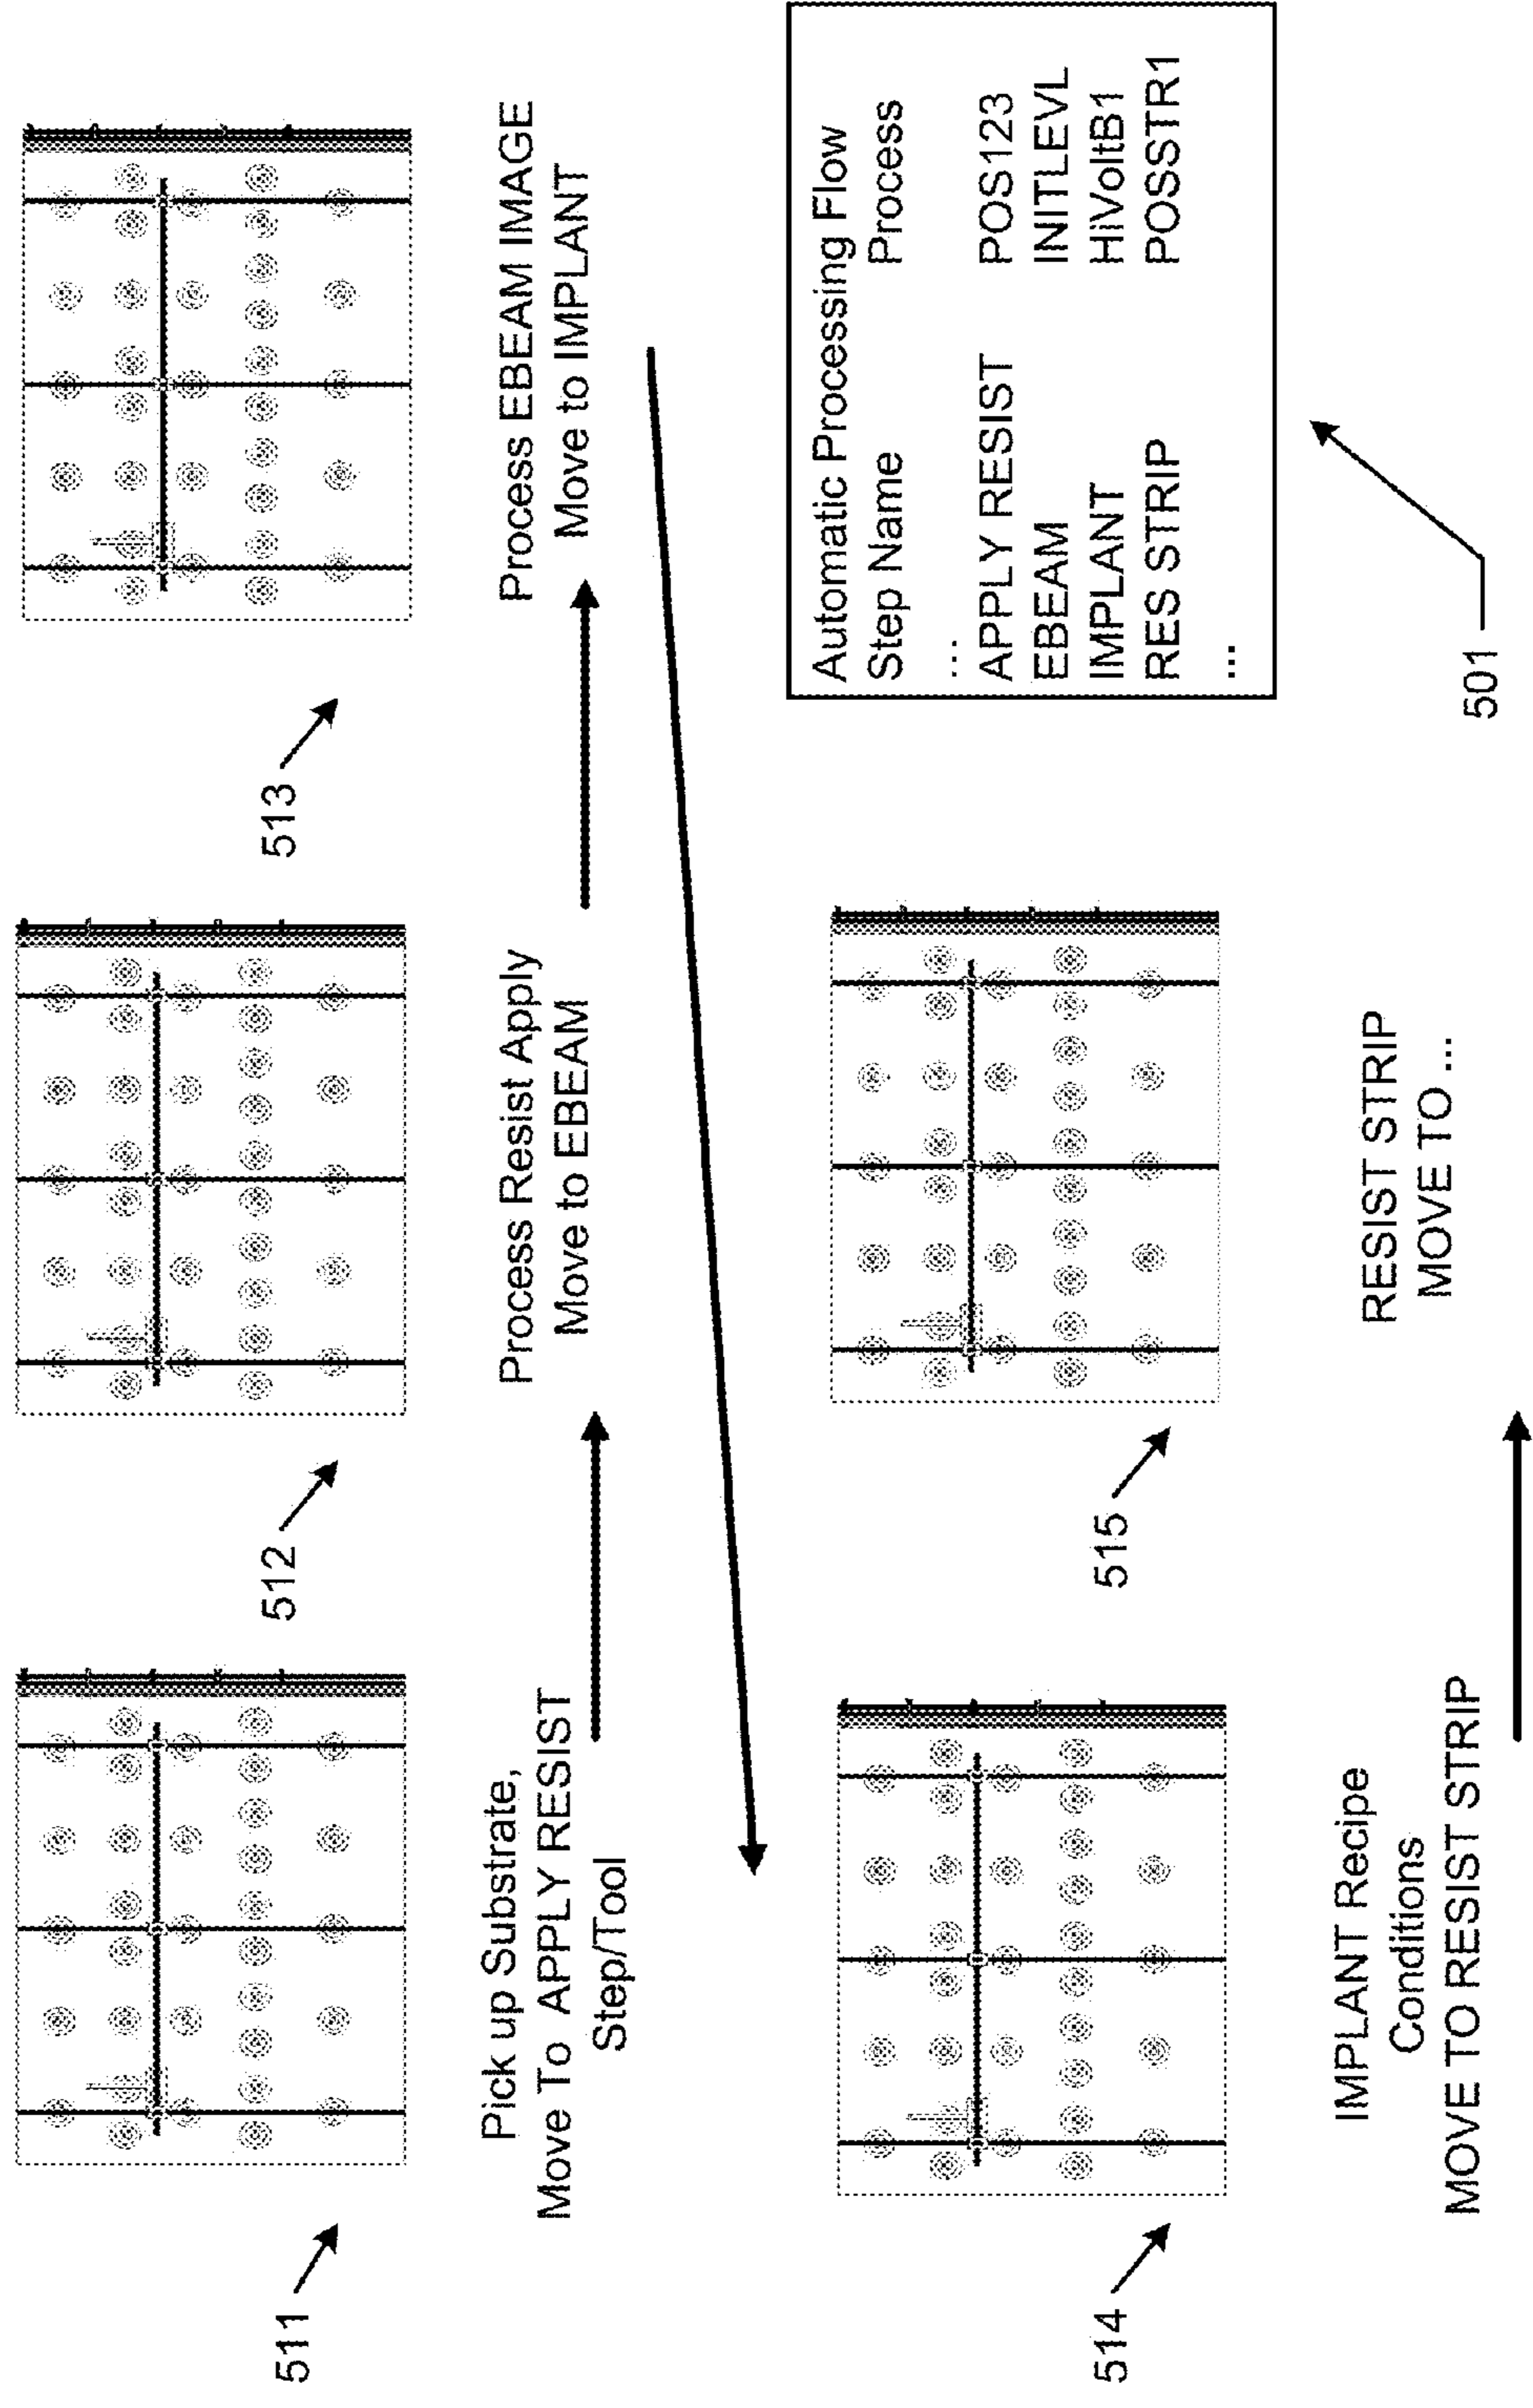 511
512
513
Pick up Substrate,
Move To APPLY RESIST
Step/Tool
Process Resist Apply
Move to EBEAM
Process EBEAM IMAGE
Move to IMPLANT
514
515
IMPLANT Recipe
Conditions
MOVE TO RESIST STRIP
RESIST STRIP
MOVE TO ...
Automatic Processing Flow
Step Name Process
...
APPLY RESIST POS123
EBEAM INITLEVL
IMPLANT HiVoltB1
RES STRIP POSSTR1
...
501